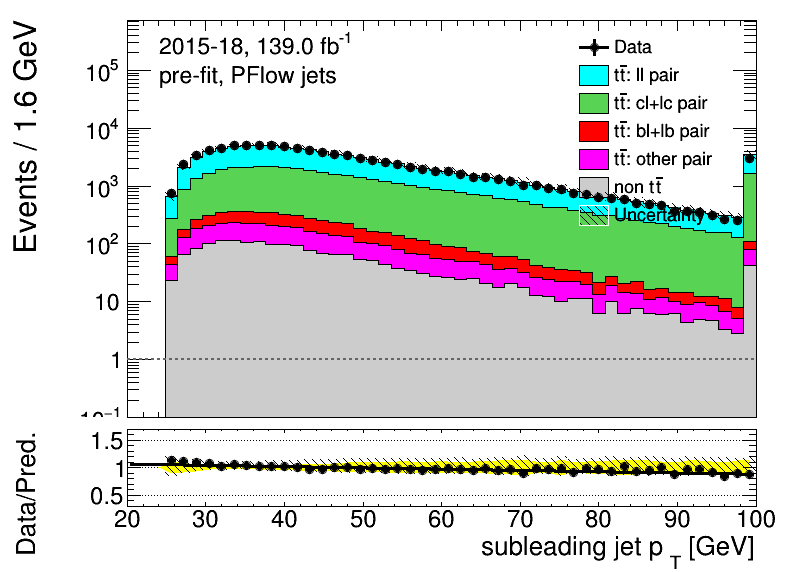 2015-18, 139.0 fb⁻¹
pre-fit, PFlow jets
Data
tt̄: ll pair
tt̄: cl+lc pair
tt̄: bl+lb pair
tt̄: other pair
non tt̄
Uncertainty
Events / 1.6 GeV
10⁵
10⁴
10³
10²
10
1
10⁻¹
Data/Pred.
1.5
1
0.5
20 30 40 50 60 70 80 90 100
subleading jet p_T [GeV]